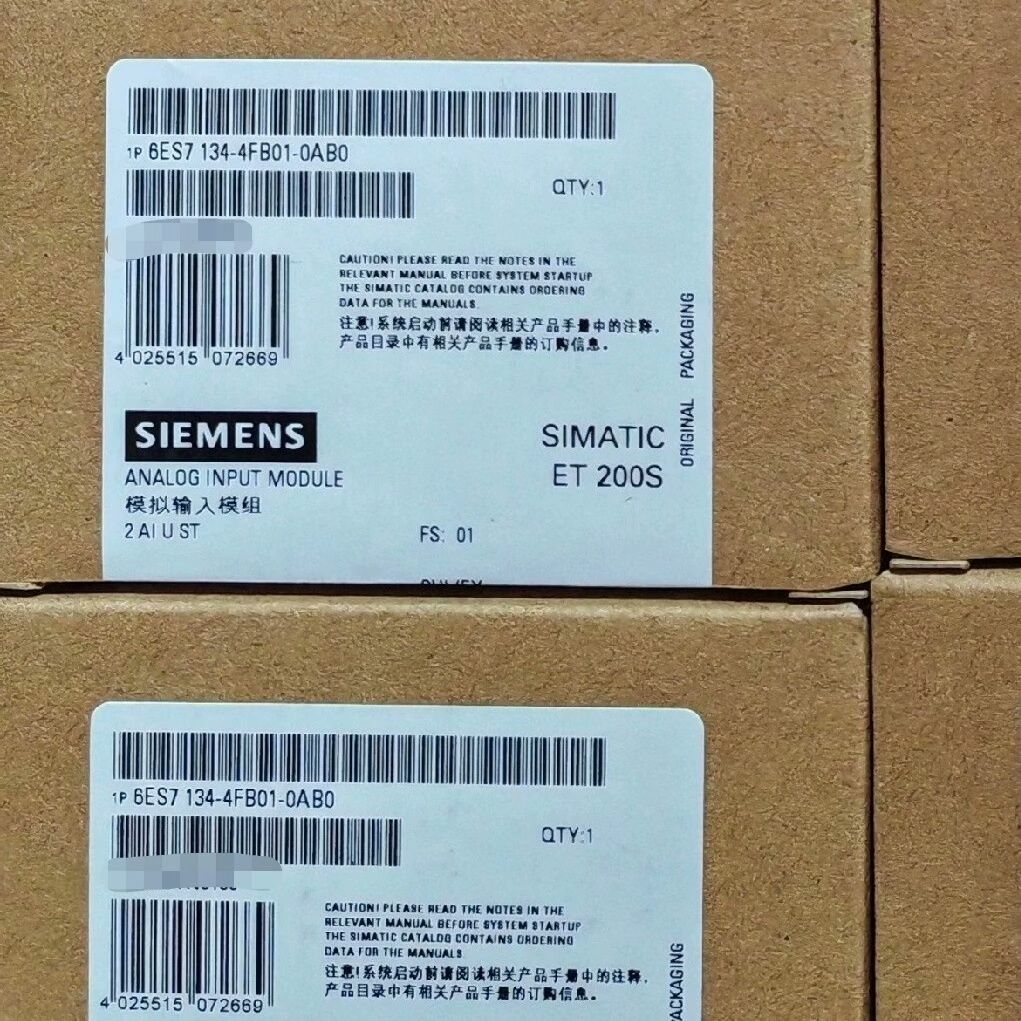 1P 6ES7 134-4FB01-0AB0
QTY:1
CAUTION! PLEASE READ THE NOTES IN THE
RELEVANT MANUAL BEFORE SYSTEM STARTUP
THE SIMATIC CATALOG CONTAINS ORDERING
DATA FOR THE MANUALS.
注意!系统启动前请阅读相关产品手册中的注释,
产品目录中有相关产品手册的订购信息。
4 025515 072669
ORIGINAL PACKAGING
SIEMENS
SIMATIC
ET 200S
ANALOG INPUT MODULE
模拟输入模组
2 AI U ST
FS: 01
1P 6ES7 134-4FB01-0AB0
QTY:1
CAUTION! PLEASE READ THE NOTES IN THE
RELEVANT MANUAL BEFORE SYSTEM STARTUP
THE SIMATIC CATALOG CONTAINS ORDERING
DATA FOR THE MANUALS.
注意!系统启动前请阅读相关产品手册中的注释,
产品目录中有相关产品手册的订购信息。
4 025515 072669
ACKAGING